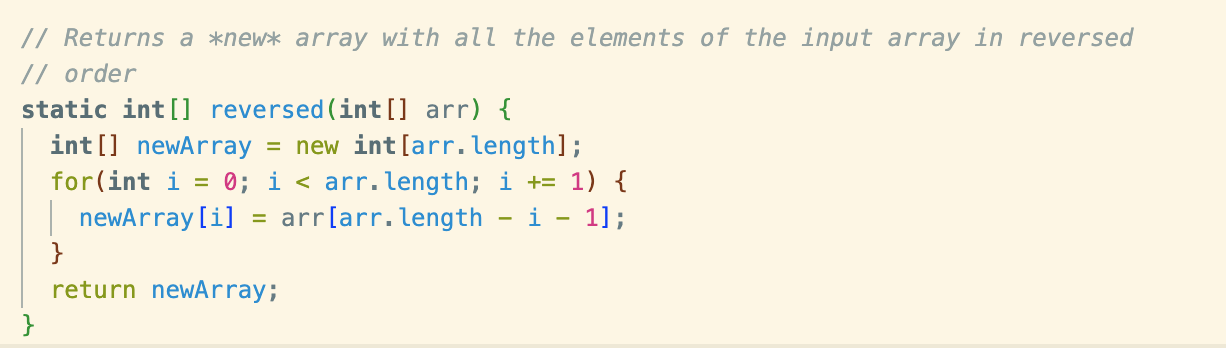 // Returns a *new* array with all the elements of the input array in reversed
// order
static int[] reversed(int[] arr) {
  int[] newArray = new int[arr.length];
  for(int i = 0; i < arr.length; i += 1) {
    newArray[i] = arr[arr.length - i - 1];
  }
  return newArray;
}